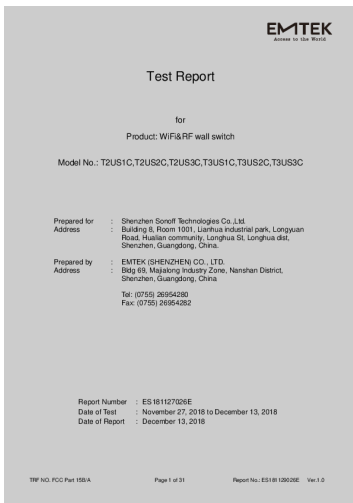 EMTEK
Access to the World
Test Report
for
Product: WiFi&RF wall switch
Model No.: T2US1C,T2US2C,T2US3C,T3US1C,T3US2C,T3US3C
Prepared for : Shenzhen Sonoff Technologies Co.,Ltd.
Address : Building 8, Room 1001, Lianhua industrial park, Longyuan
Road, Hualian community, Longhua St, Longhua dist,
Shenzhen, Guangdong, China.
Prepared by : EMTEK (SHENZHEN) CO., LTD.
Address : Bldg 69, Majialong Industry Zone, Nanshan District,
Shenzhen, Guangdong, China
Tel: (0755) 26954280
Fax: (0755) 26954282
Report Number : ES181127026E
Date of Test : November 27, 2018 to December 13, 2018
Date of Report : December 13, 2018
TRF NO. FCC Part 15B/A Page 1 of 31 Report No.: ES181129026E Ver.1.0